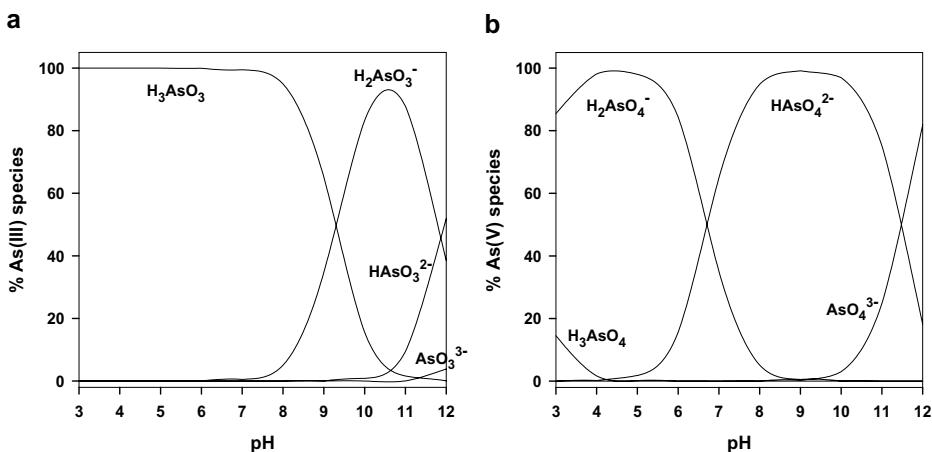 a
100
80
60
40
20
0
% As(III) species
H₃AsO₃
H₂AsO₃⁻
HAsO₃²⁻
AsO₃³⁻
3 4 5 6 7 8 9 10 11 12
pH
b
100
80
60
40
20
0
% As(V) species
H₂AsO₄⁻
HAsO₄²⁻
AsO₄³⁻
H₃AsO₄
3 4 5 6 7 8 9 10 11 12
pH